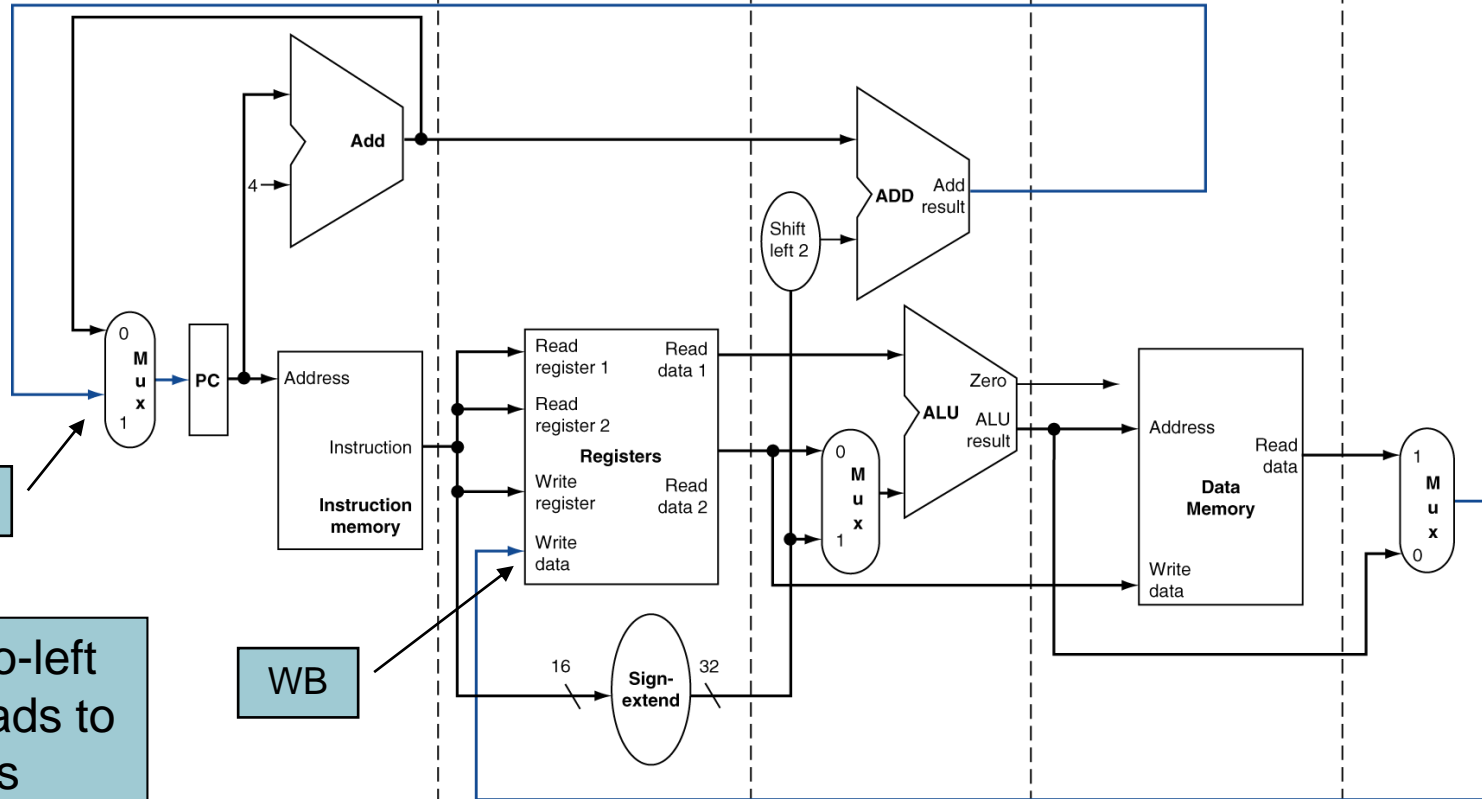 Add
4
ADD
Add
result
Shift
left 2
0
M
u
x
1
PC
Address
Instruction
Instruction
memory
Read
register 1
Read
register 2
Write
register
Write
data
Registers
Read
data 1
Read
data 2
16
Sign-
extend
32
0
M
u
x
1
Zero
ALU
ALU
result
Address
Read
data
Data
Memory
Write
data
1
M
u
x
0
WB
o-left
ads to
s